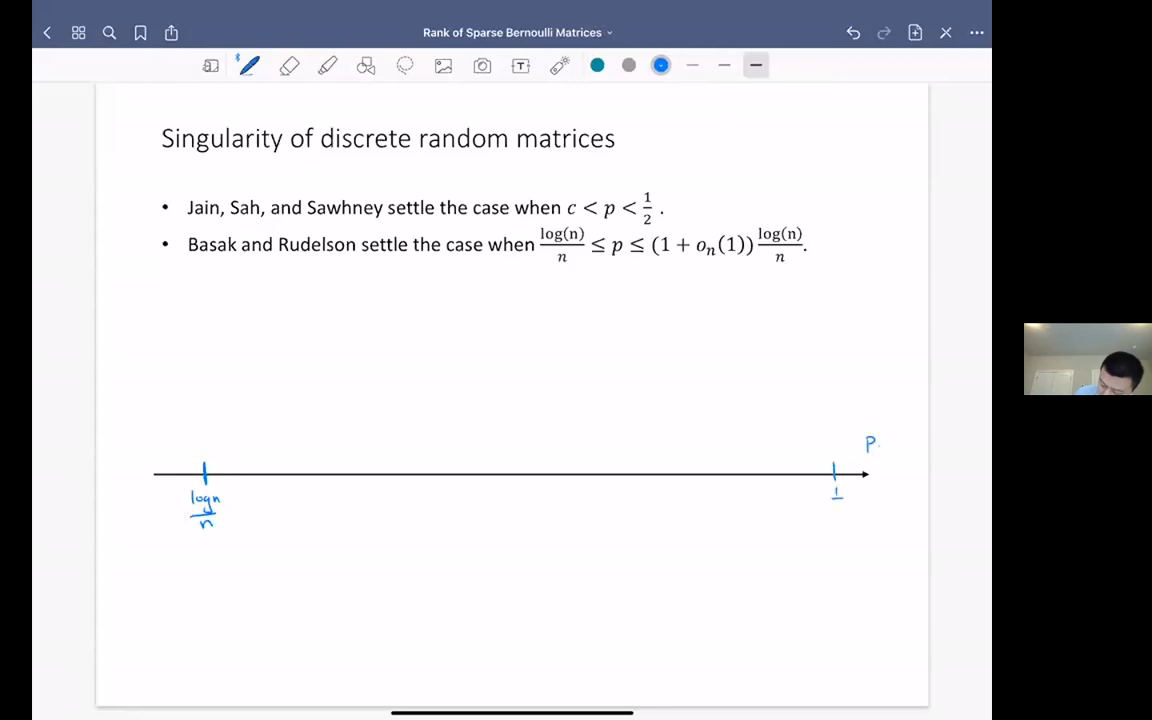 Rank of Sparse Bernoulli Matrices
Singularity of discrete random matrices
• Jain, Sah, and Sawhney settle the case when c < p < 1/2 .
• Basak and Rudelson settle the case when log(n)/n ≤ p ≤ (1 + oₙ(1)) log(n)/n.
p
log n/n
1